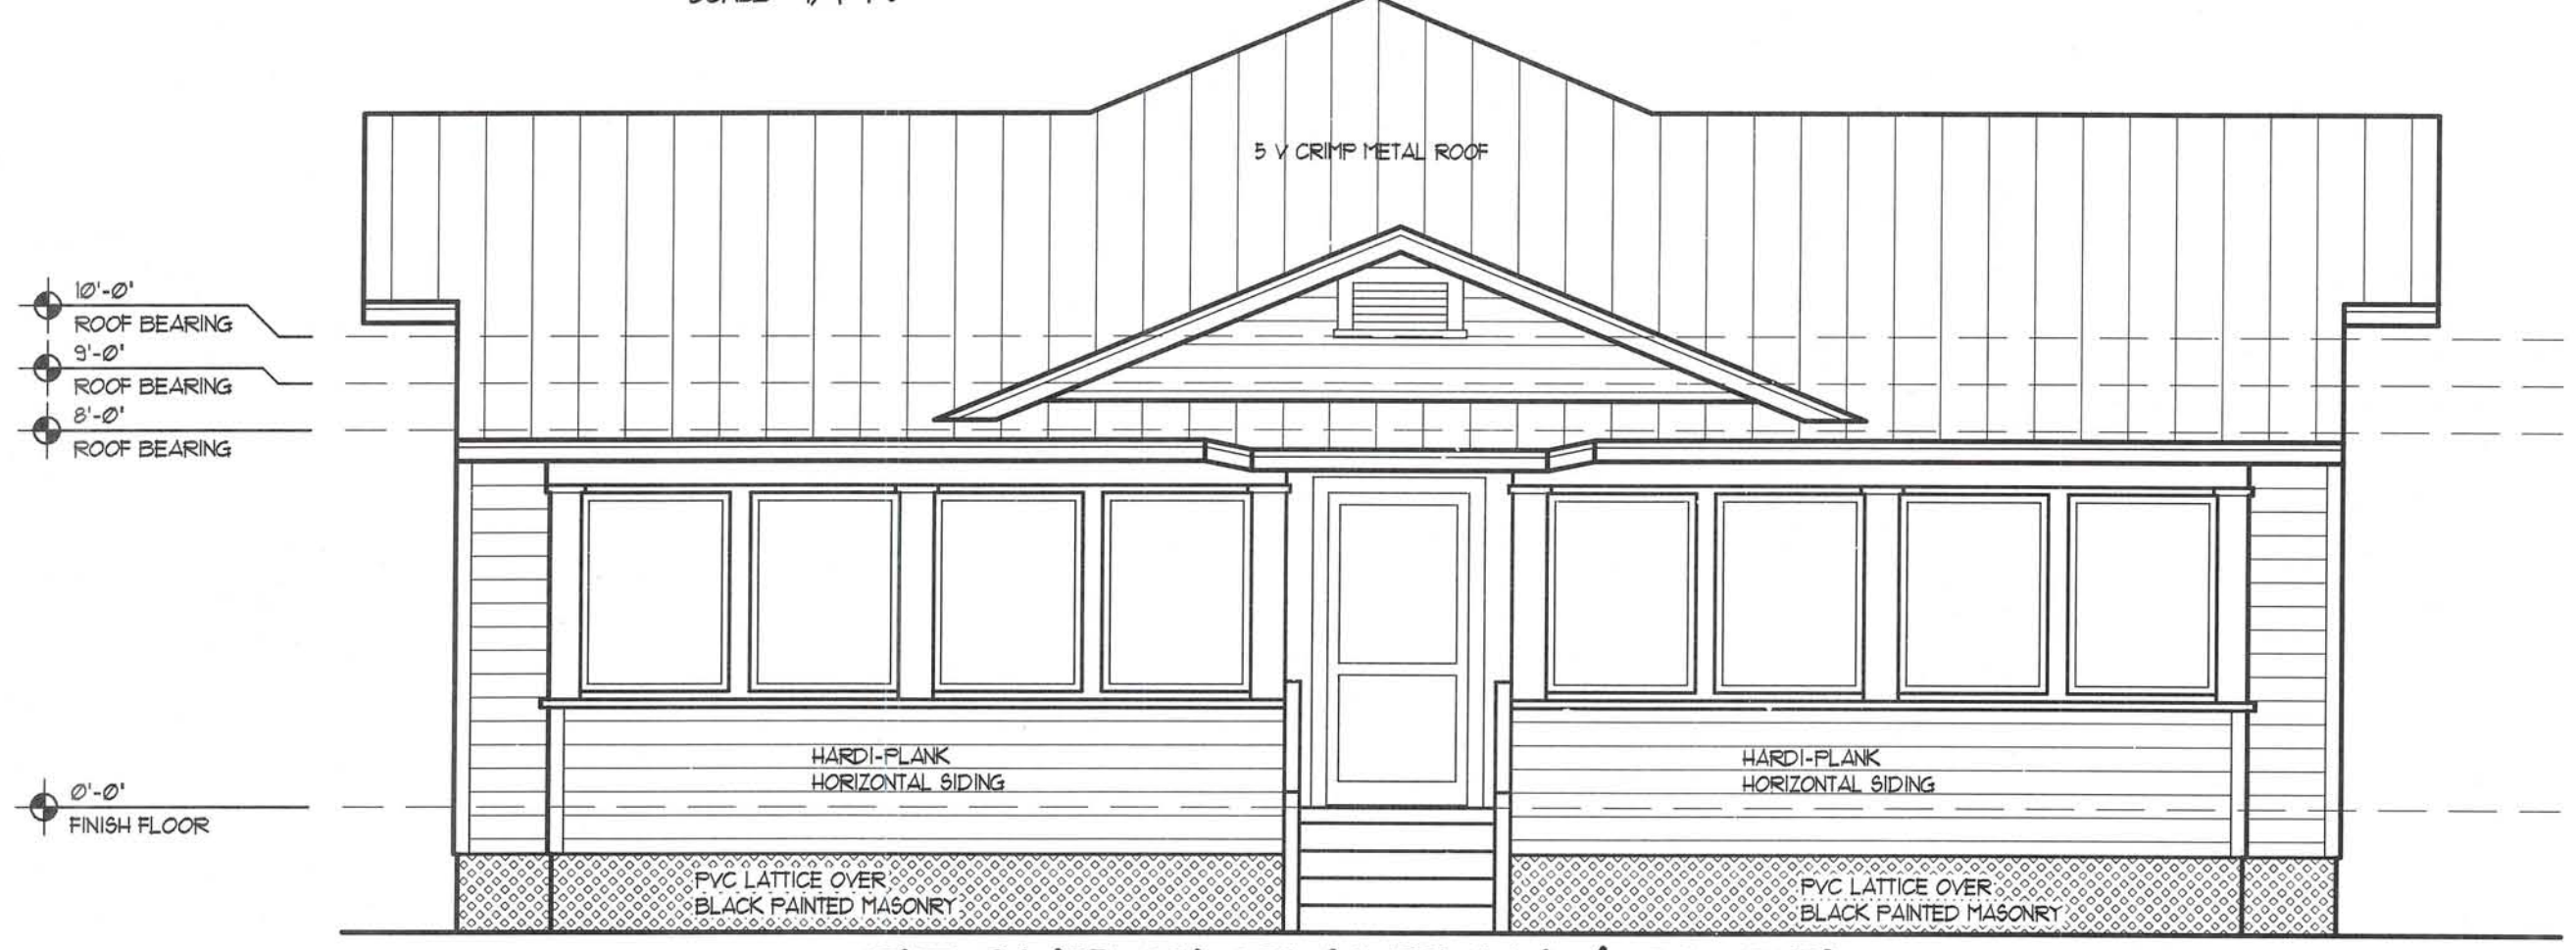 5 V CRIMP METAL ROOF
10'-0"
ROOF BEARING
9'-0"
ROOF BEARING
8'-0"
ROOF BEARING
HARDI-PLANK
HORIZONTAL SIDING
HARDI-PLANK
HORIZONTAL SIDING
0'-0"
FINISH FLOOR
PVC LATTICE OVER
BLACK PAINTED MASONRY
PVC LATTICE OVER
BLACK PAINTED MASONRY